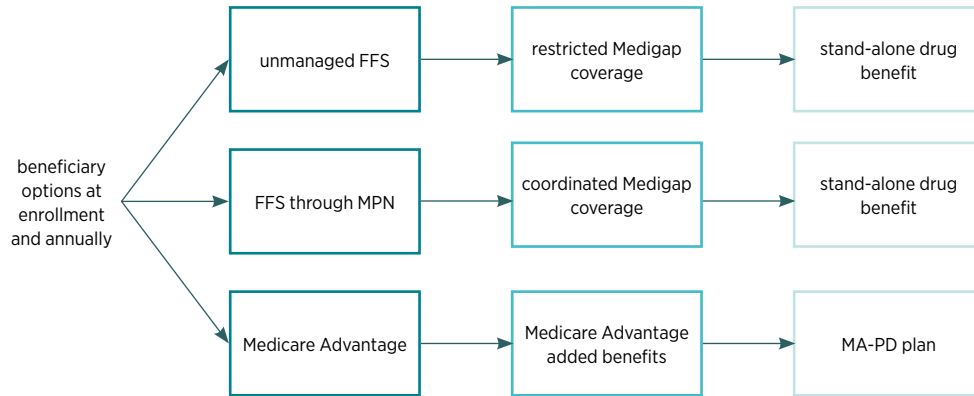 unmanaged FFS
restricted Medigap
coverage
stand-alone drug
benefit
beneficiary
options at
enrollment
and annually
FFS through MPN
coordinated Medigap
coverage
stand-alone drug
benefit
Medicare Advantage
Medicare Advantage
added benefits
MA-PD plan